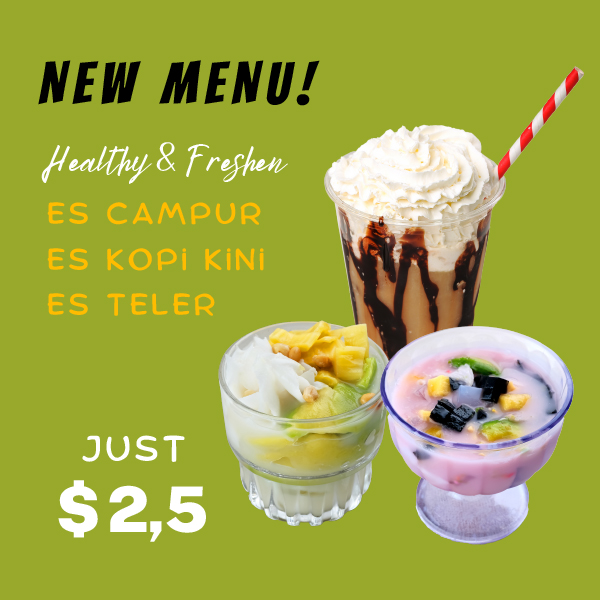 NEW MENU!
Healthy & Freshen
ES CAMPUR
ES KOPi KiNi
ES TELER
JUST
$2,5